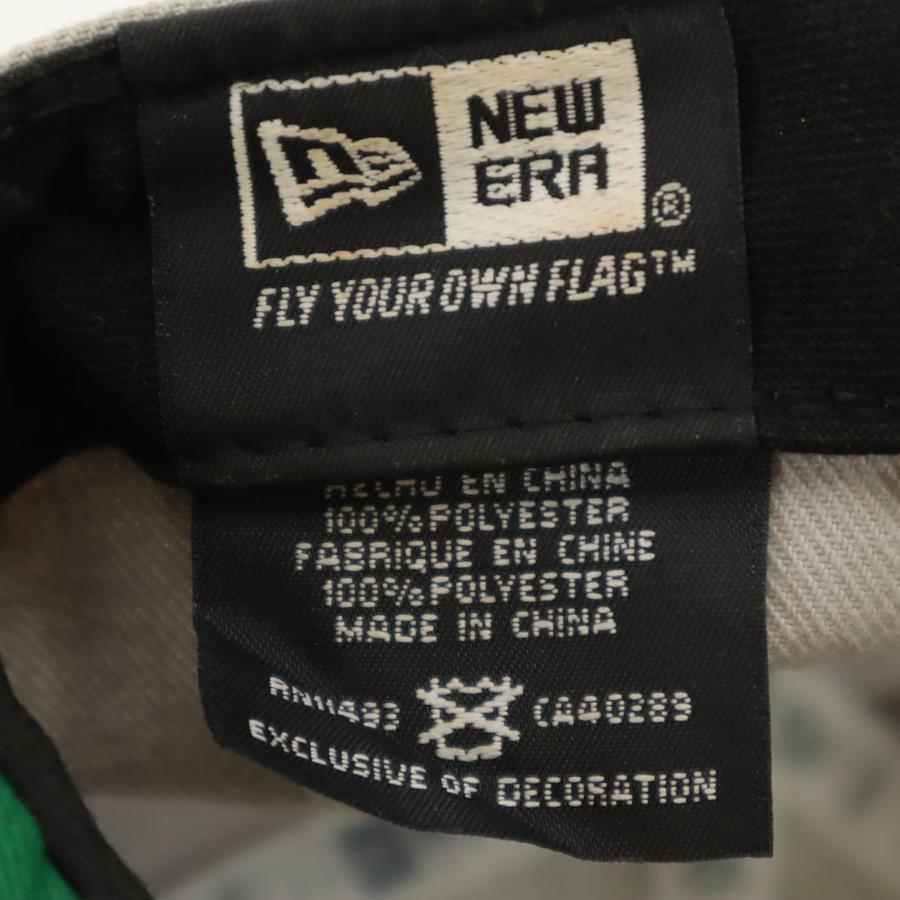 NEW
ERA
®
FLY YOUR OWN FLAG™
HECHO EN CHINA
100% POLYESTER
FABRIQUE EN CHINE
100% POLYESTER
MADE IN CHINA
RN11493 CA40289
EXCLUSIVE OF DECORATION